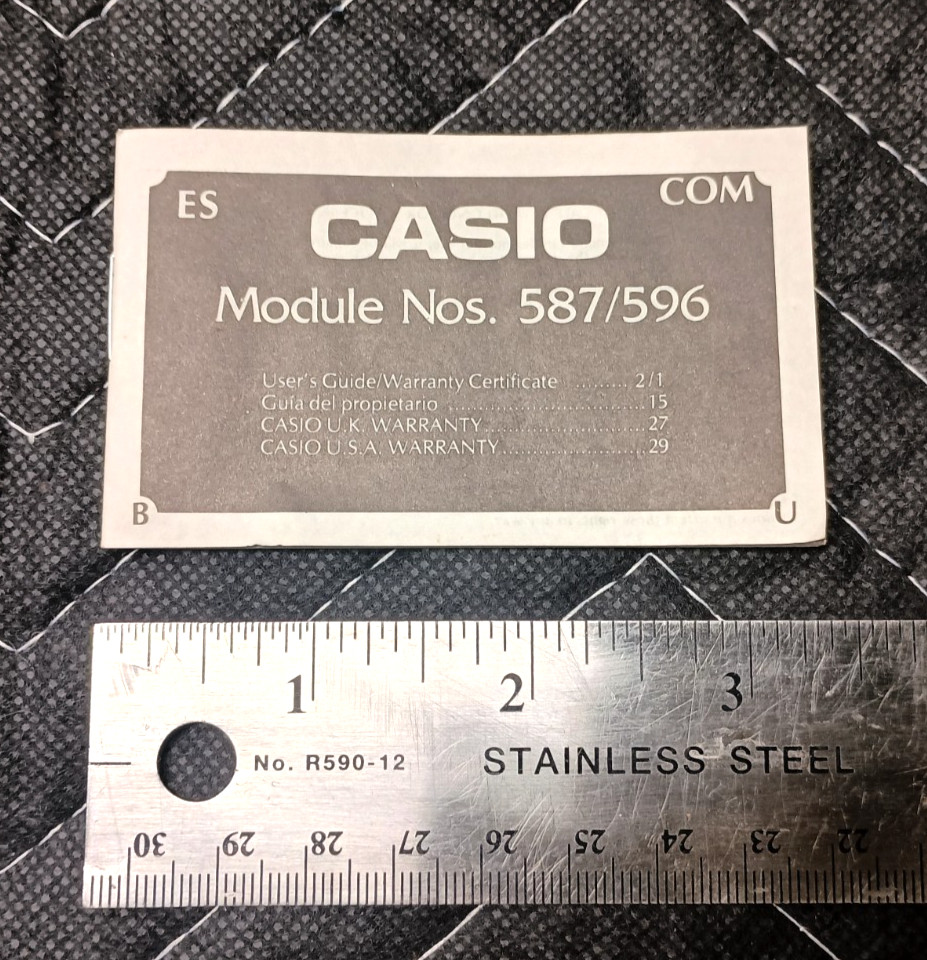 ES
COM
CASIO
Module Nos. 587/596
User's Guide/Warranty Certificate ......... 2/1
Guía del propietario ................................ 15
CASIO U.K. WARRANTY .......................... 27
CASIO U.S.A. WARRANTY ........................ 29
B
U
1 2 3
No. R590-12 STAINLESS STEEL
30 29 28 27 26 25 24 23 22